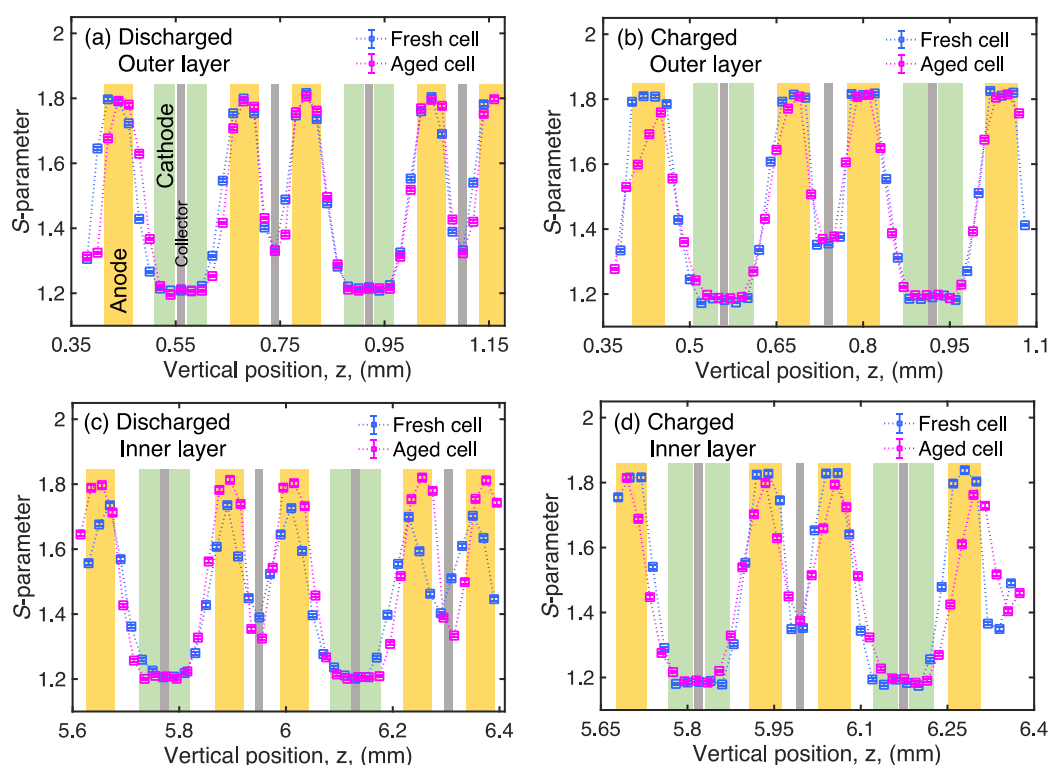 (a) Discharged
Outer layer
Fresh cell
Aged cell
2
1.8
1.6
1.4
1.2
S-parameter
Anode
Cathode
Collector
0.35 0.55 0.75 0.95 1.15
Vertical position, z, (mm)
(b) Charged
Outer layer
Fresh cell
Aged cell
2
1.8
1.6
1.4
1.2
S-parameter
0.35 0.5 0.65 0.8 0.95 1.1
Vertical position, z, (mm)
(c) Discharged
Inner layer
Fresh cell
Aged cell
2
1.8
1.6
1.4
1.2
S-parameter
5.6 5.8 6 6.2 6.4
Vertical position, z, (mm)
(d) Charged
Inner layer
Fresh cell
Aged cell
2
1.8
1.6
1.4
1.2
S-parameter
5.65 5.8 5.95 6.1 6.25 6.4
Vertical position, z, (mm)